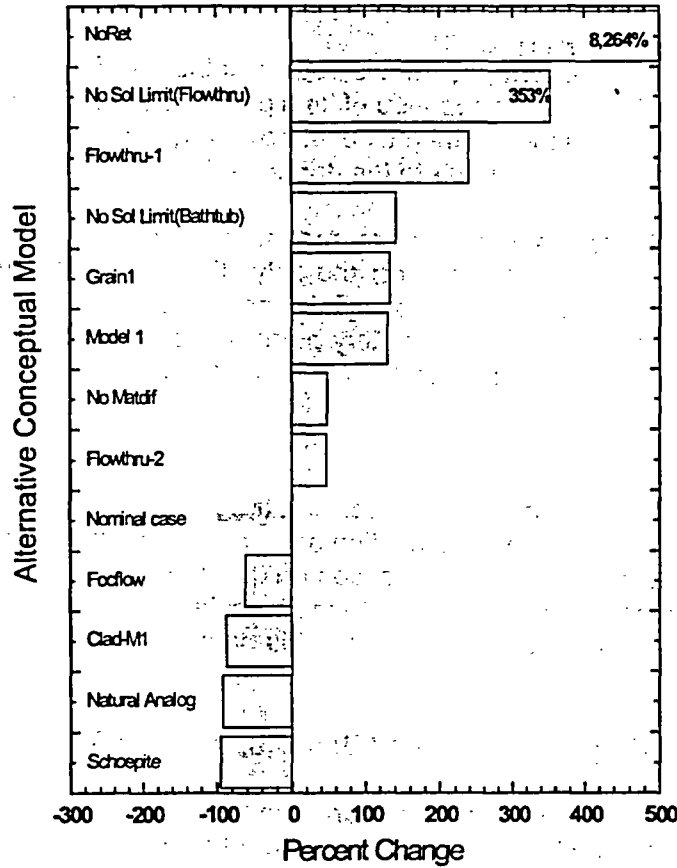 NoRet
8,264%
No Sol Limit(Flowthru)
353%
Flowthru-1
No Sol Limit(Bathtub)
Grain1
Model 1
No Matdif
Flowthru-2
Nominal case
Focflow
Clad-M1
Natural Analog
Schoepite
Alternative Conceptual Model
-300 -200 -100 0 100 200 300 400 500
Percent Change